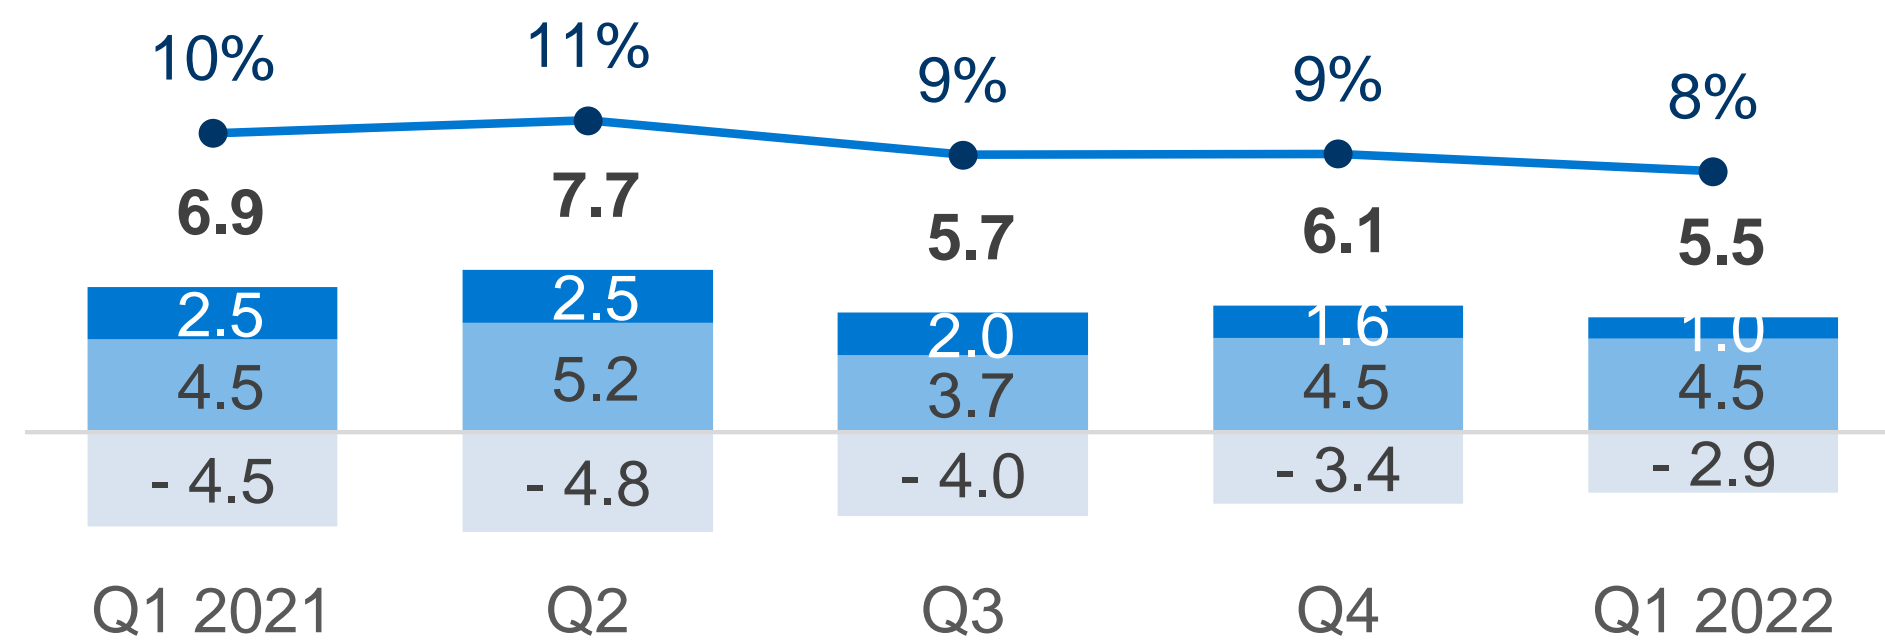 10% 11% 9% 9% 8%
6.9 7.7 5.7 6.1 5.5
2.5 2.5 2.0 1.6 1.0
4.5 5.2 3.7 4.5 4.5
- 4.5 - 4.8 - 4.0 - 3.4 - 2.9
Q1 2021 Q2 Q3 Q4 Q1 2022